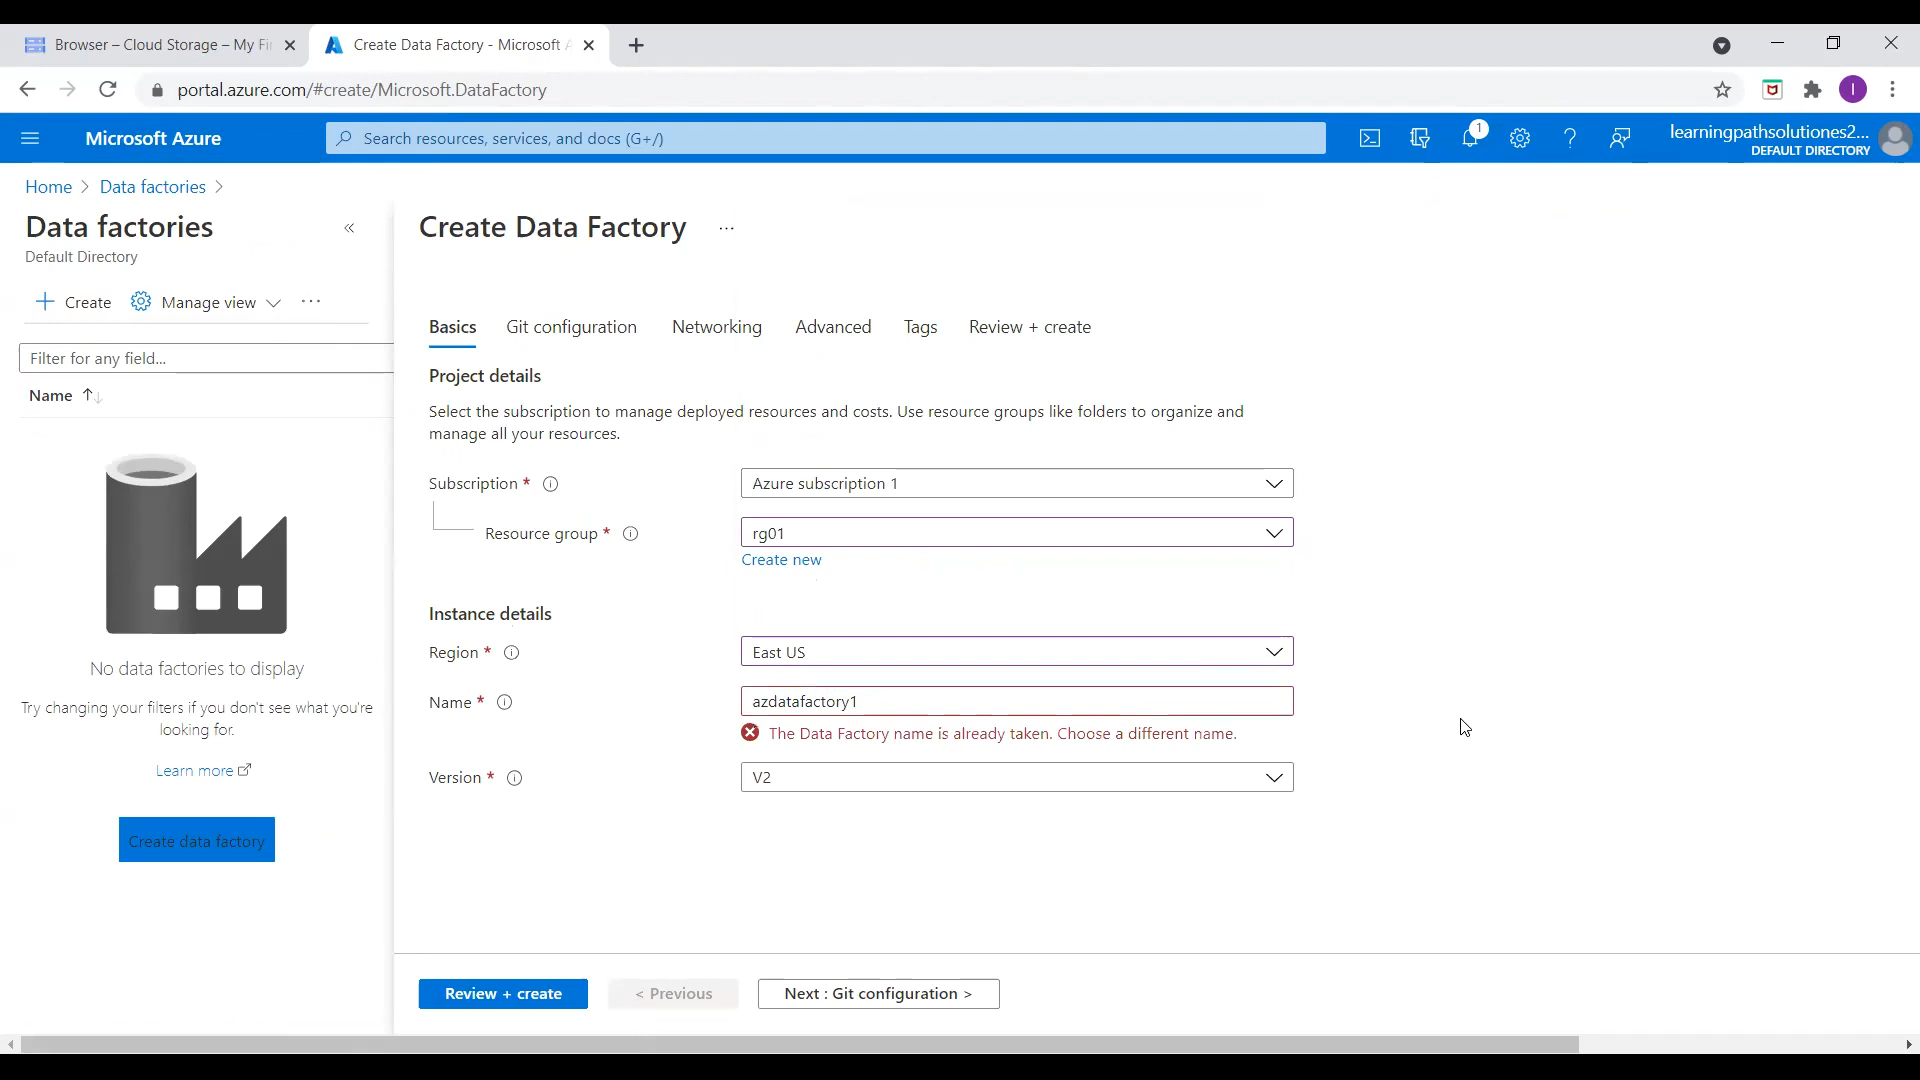 Browser – Cloud Storage – My Fi
Create Data Factory - Microsoft A
portal.azure.com/#create/Microsoft.DataFactory
I
Microsoft Azure
Search resources, services, and docs (G+/)
1
learningpathsolutiones2...
DEFAULT DIRECTORY
Home > Data factories >
Data factories
Default Directory
Create
Manage view
Filter for any field...
Name
No data factories to display
Try changing your filters if you don't see what you're
looking for.
Learn more
Create data factory
Create Data Factory ...
Basics
Git configuration
Networking
Advanced
Tags
Review + create
Project details
Select the subscription to manage deployed resources and costs. Use resource groups like folders to organize and
manage all your resources.
Subscription *
Azure subscription 1
Resource group *
rg01
Create new
Instance details
Region *
East US
Name *
azdatafactory1
The Data Factory name is already taken. Choose a different name.
Version *
V2
Review + create
< Previous
Next : Git configuration >